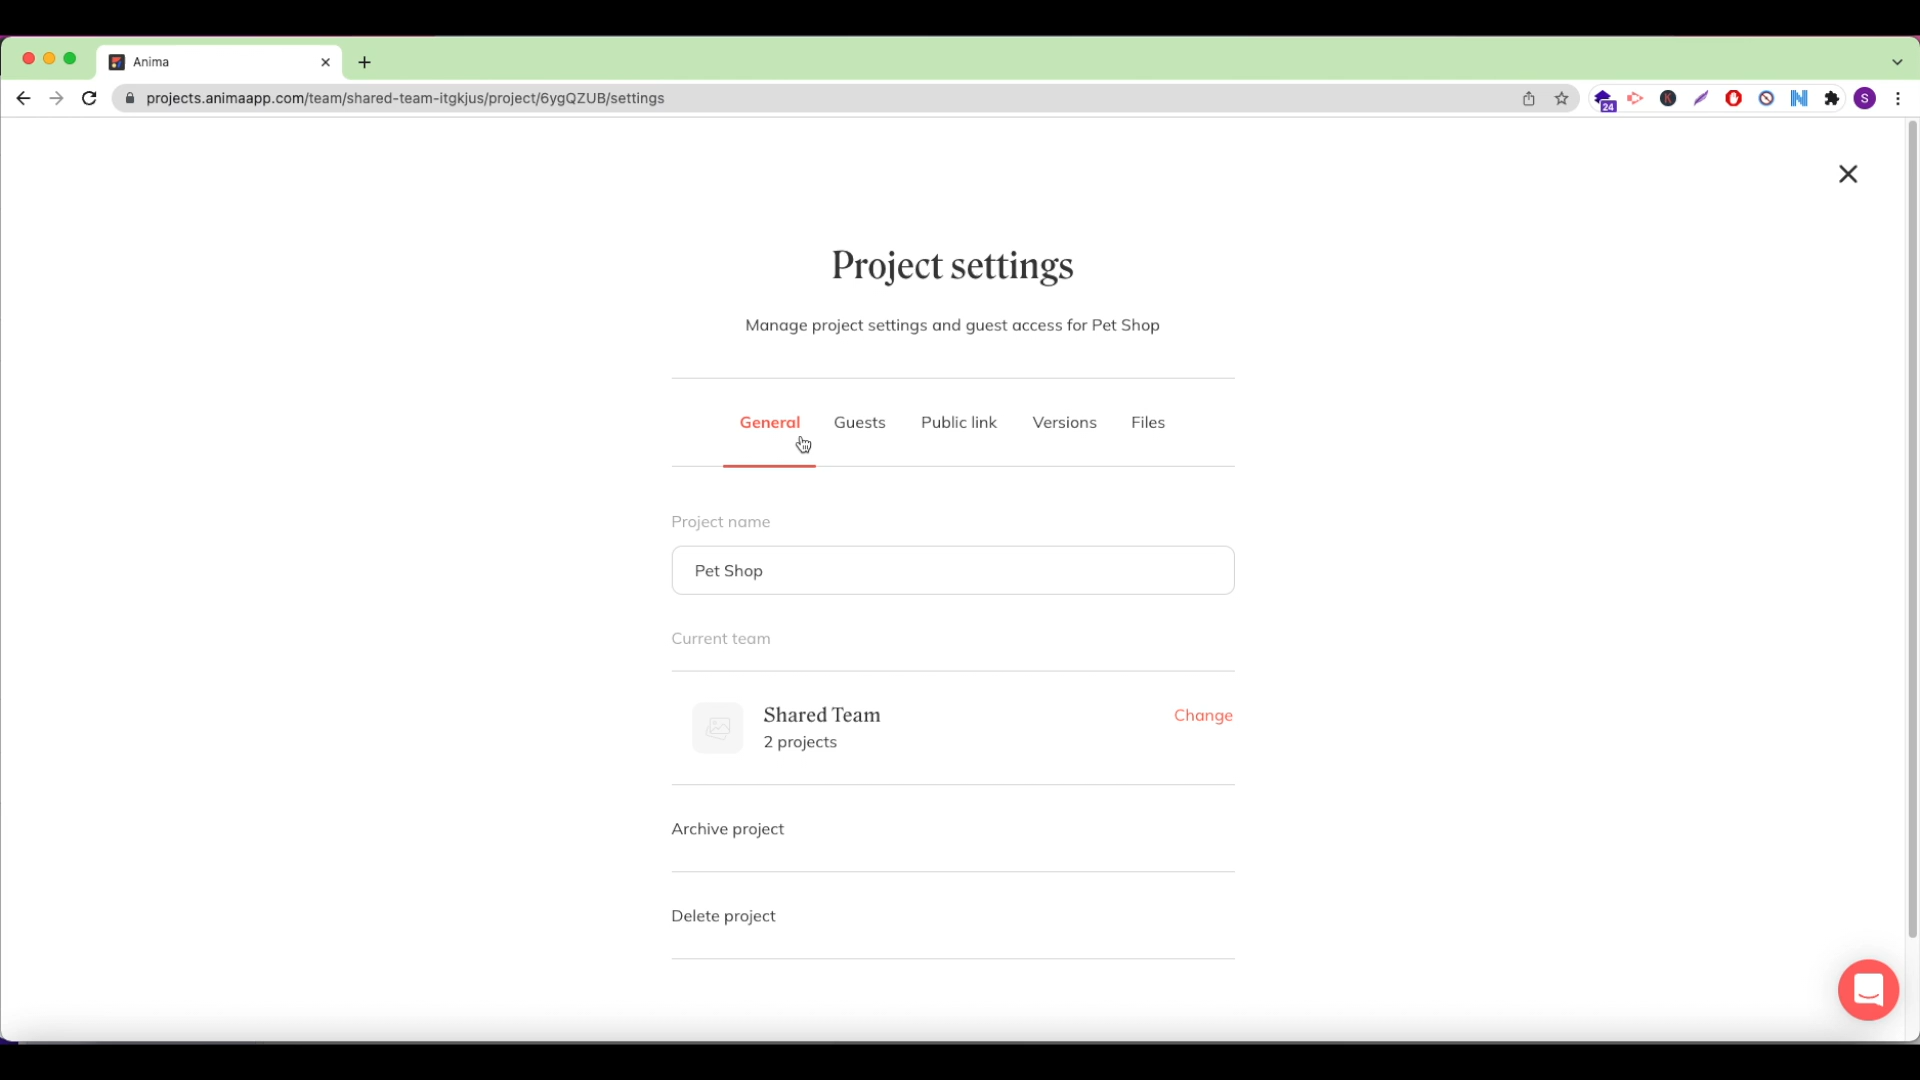 Anima
projects.animaapp.com/team/shared-team-itgkjus/project/6ygQZUB/settings
24
K
N
S
Project settings
Manage project settings and guest access for Pet Shop
General Guests Public link Versions Files
Project name
Pet Shop
Current team
Shared Team
Change
2 projects
Archive project
Delete project